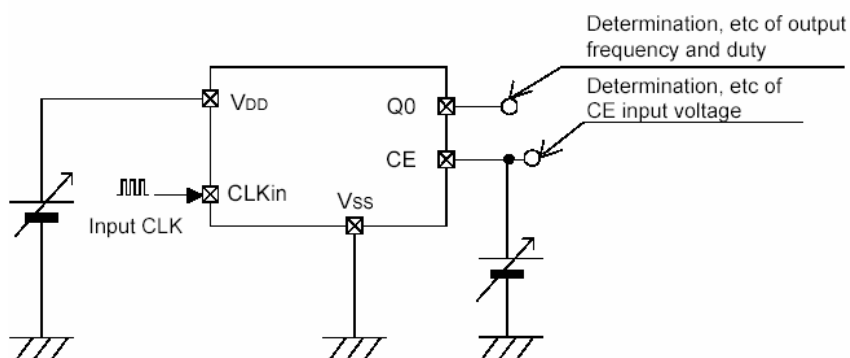 Determination, etc of output
frequency and duty
Determination, etc of
CE input voltage
VDD
Q0
CE
CLKin
Input CLK
VSS